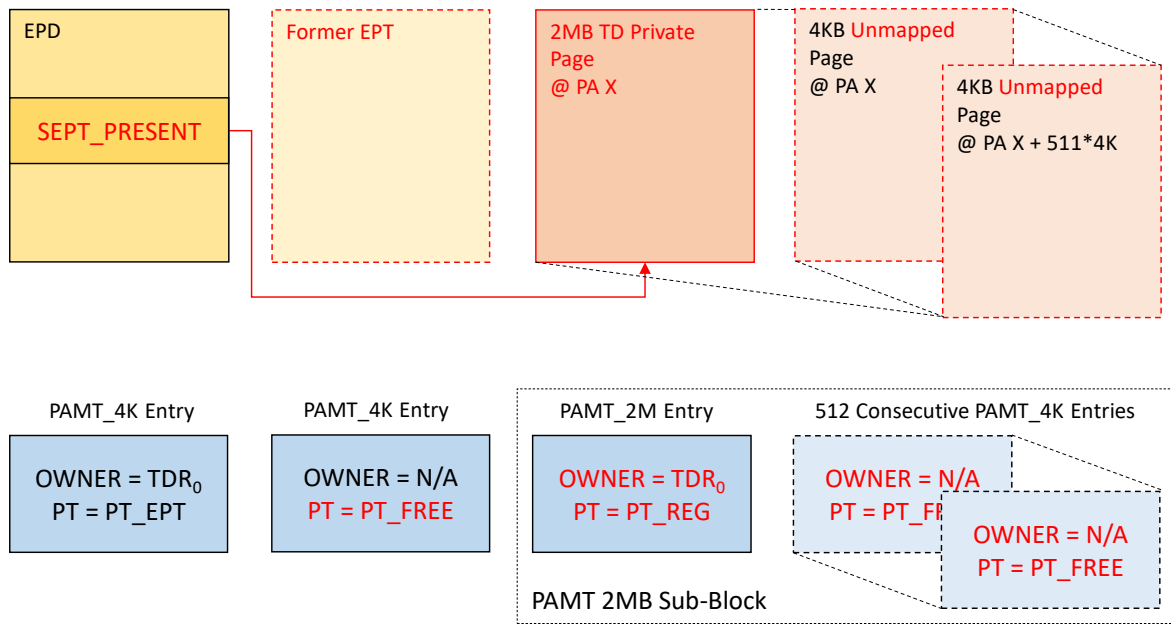 EPD
SEPT_PRESENT
Former EPT
2MB TD Private
Page
@ PA X
4KB Unmapped
Page
@ PA X
4KB Unmapped
Page
@ PA X + 511*4K
PAMT_4K Entry
OWNER = TDR₀
PT = PT_EPT
PAMT_4K Entry
OWNER = N/A
PT = PT_FREE
PAMT_2M Entry
OWNER = TDR₀
PT = PT_REG
512 Consecutive PAMT_4K Entries
OWNER = N/A
PT =
OWNER = N/A
PT = PT_FREE
PAMT 2MB Sub-Block